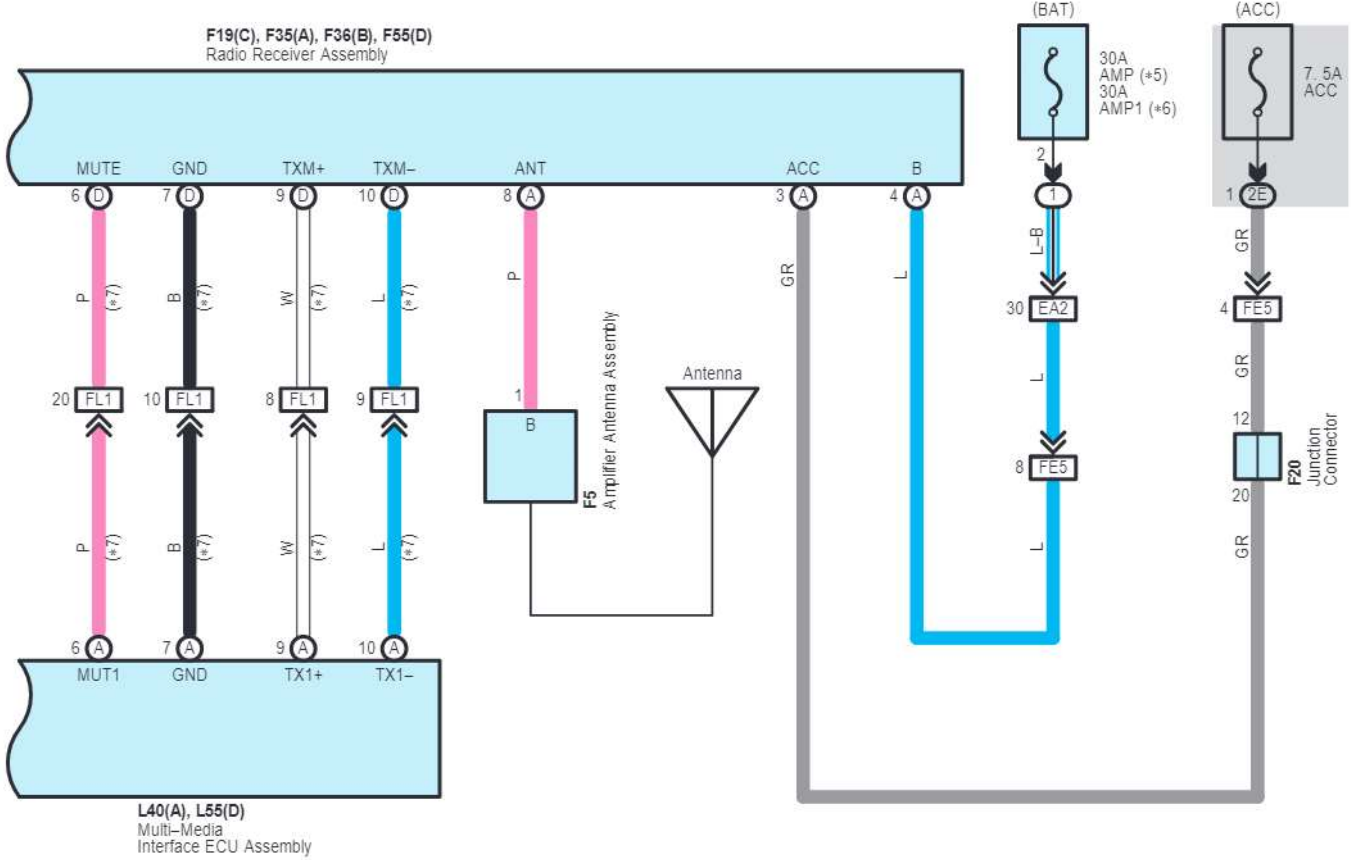 (BAT)
(ACC)
F19(C), F35(A), F36(B), F55(D)
Radio Receiver Assembly
30A
AMP (*5)
30A
AMP1 (*6)
7. 5A
ACC
MUTE GND TXM+ TXM– ANT ACC B
2
6 D 7 D 9 D 10 D 8 A 3 A 4 A 1 1 2E
P (*7) B (*7) W (*7) L (*7) P GR L L–B GR
30 EA2 4 FE5
Amplifier Antenna Assembly
F5
Antenna
L GR
20 FL1 10 FL1 8 FL1 9 FL1
1
B
12
F20
Junction
Connector
8 FE5
20
P (*7) B (*7) W (*7) L (*7) L GR
6 A 7 A 9 A 10 A
MUT1 GND TX1+ TX1–
L40(A), L55(D)
Multi–Media
Interface ECU Assembly